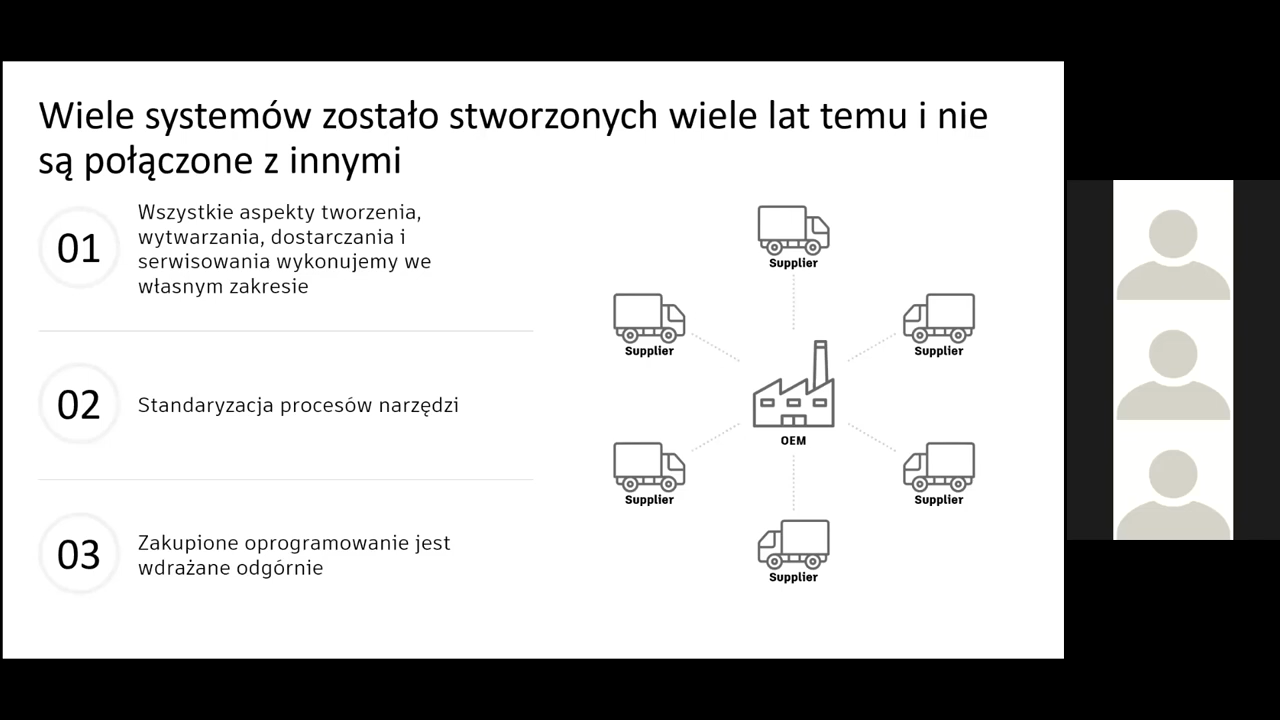 Wiele systemów zostało stworzonych wiele lat temu i nie
są połączone z innymi
01
Wszystkie aspekty tworzenia,
wytwarzania, dostarczania i
serwisowania wykonujemy we
własnym zakresie
02
Standaryzacja procesów narzędzi
03
Zakupione oprogramowanie jest
wdrażane odgórnie
Supplier
Supplier
Supplier
OEM
Supplier
Supplier
Supplier